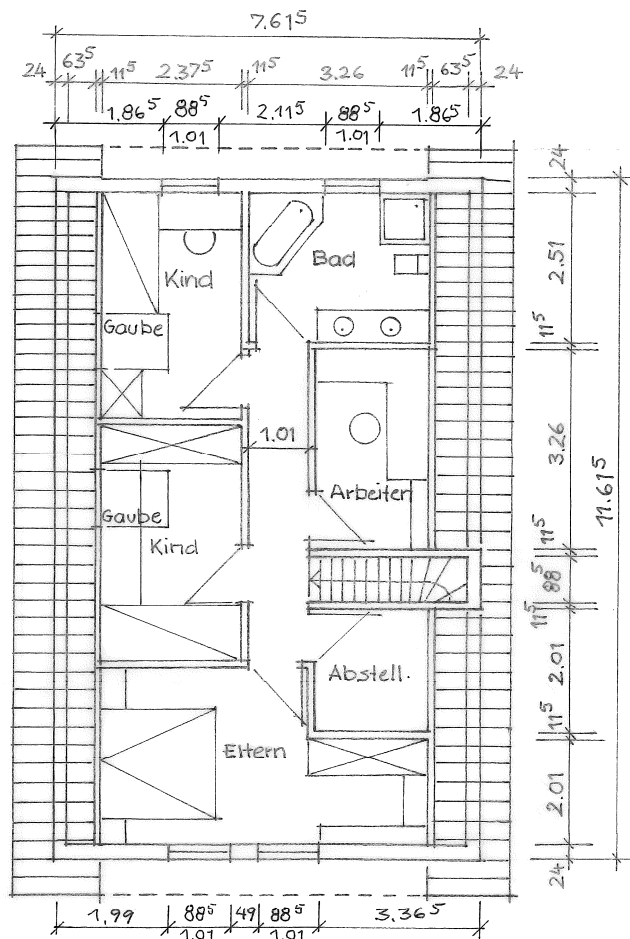 7.61⁵
24 63⁵ 11⁵ 2.37⁵ 11⁵ 3.26 11⁵ 63⁵ 24
1.86⁵ 88⁵ 2.11⁵ 88⁵ 1.86⁵
1.01 1.01
24
Kind
Bad
2.51
Gaube
11⁵
1.01
3.26
Arbeiten
11.61⁵
Gaube
Kind
11⁵
88⁵
11⁵
Abstell.
2.01
11⁵
Eltern
2.01
24
1.99 88⁵ 49 88⁵ 3.36⁵
1.01 1.01